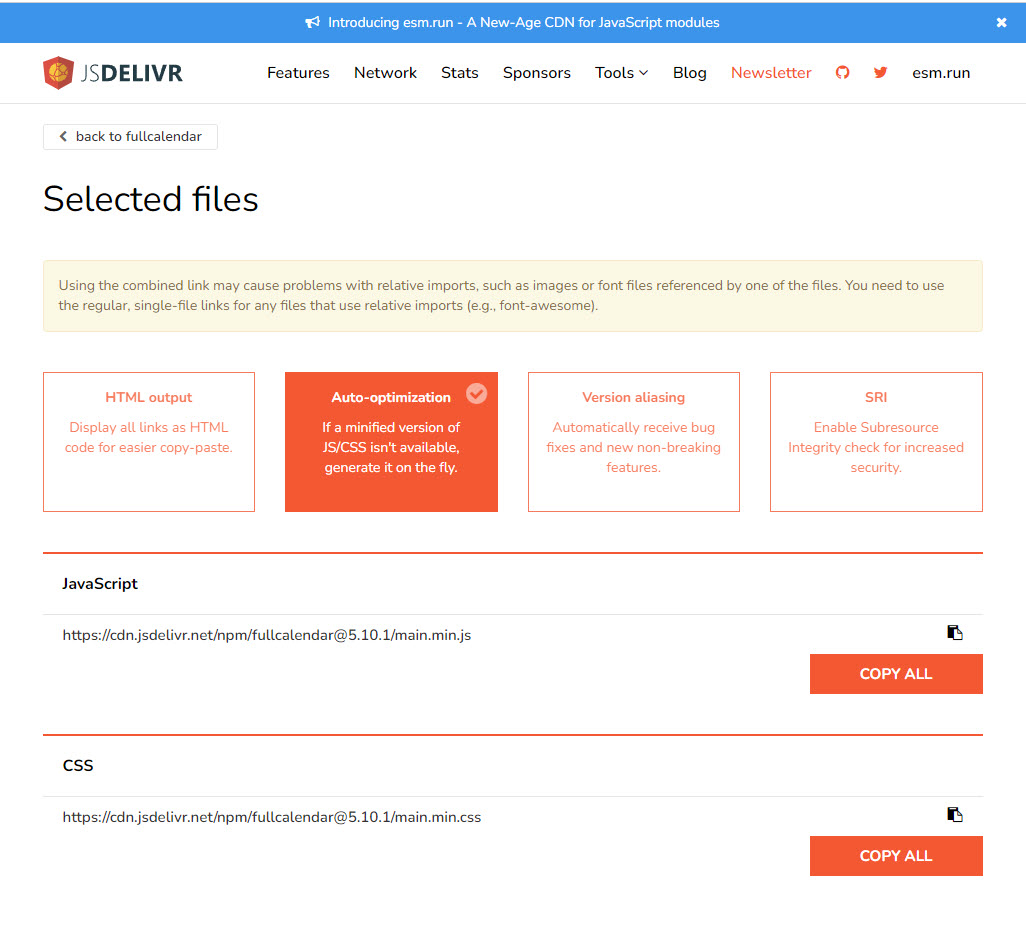 Introducing esm.run - A New-Age CDN for JavaScript modules
JSDELIVR Features Network Stats Sponsors Tools Blog Newsletter esm.run
back to fullcalendar
Selected files
Using the combined link may cause problems with relative imports, such as images or font files referenced by one of the files. You need to use
the regular, single-file links for any files that use relative imports (e.g., font-awesome).
HTML output
Display all links as HTML
code for easier copy-paste.
Auto-optimization
If a minified version of
JS/CSS isn't available,
generate it on the fly.
Version aliasing
Automatically receive bug
fixes and new non-breaking
features.
SRI
Enable Subresource
Integrity check for increased
security.
JavaScript
https://cdn.jsdelivr.net/npm/fullcalendar@5.10.1/main.min.js
COPY ALL
CSS
https://cdn.jsdelivr.net/npm/fullcalendar@5.10.1/main.min.css
COPY ALL